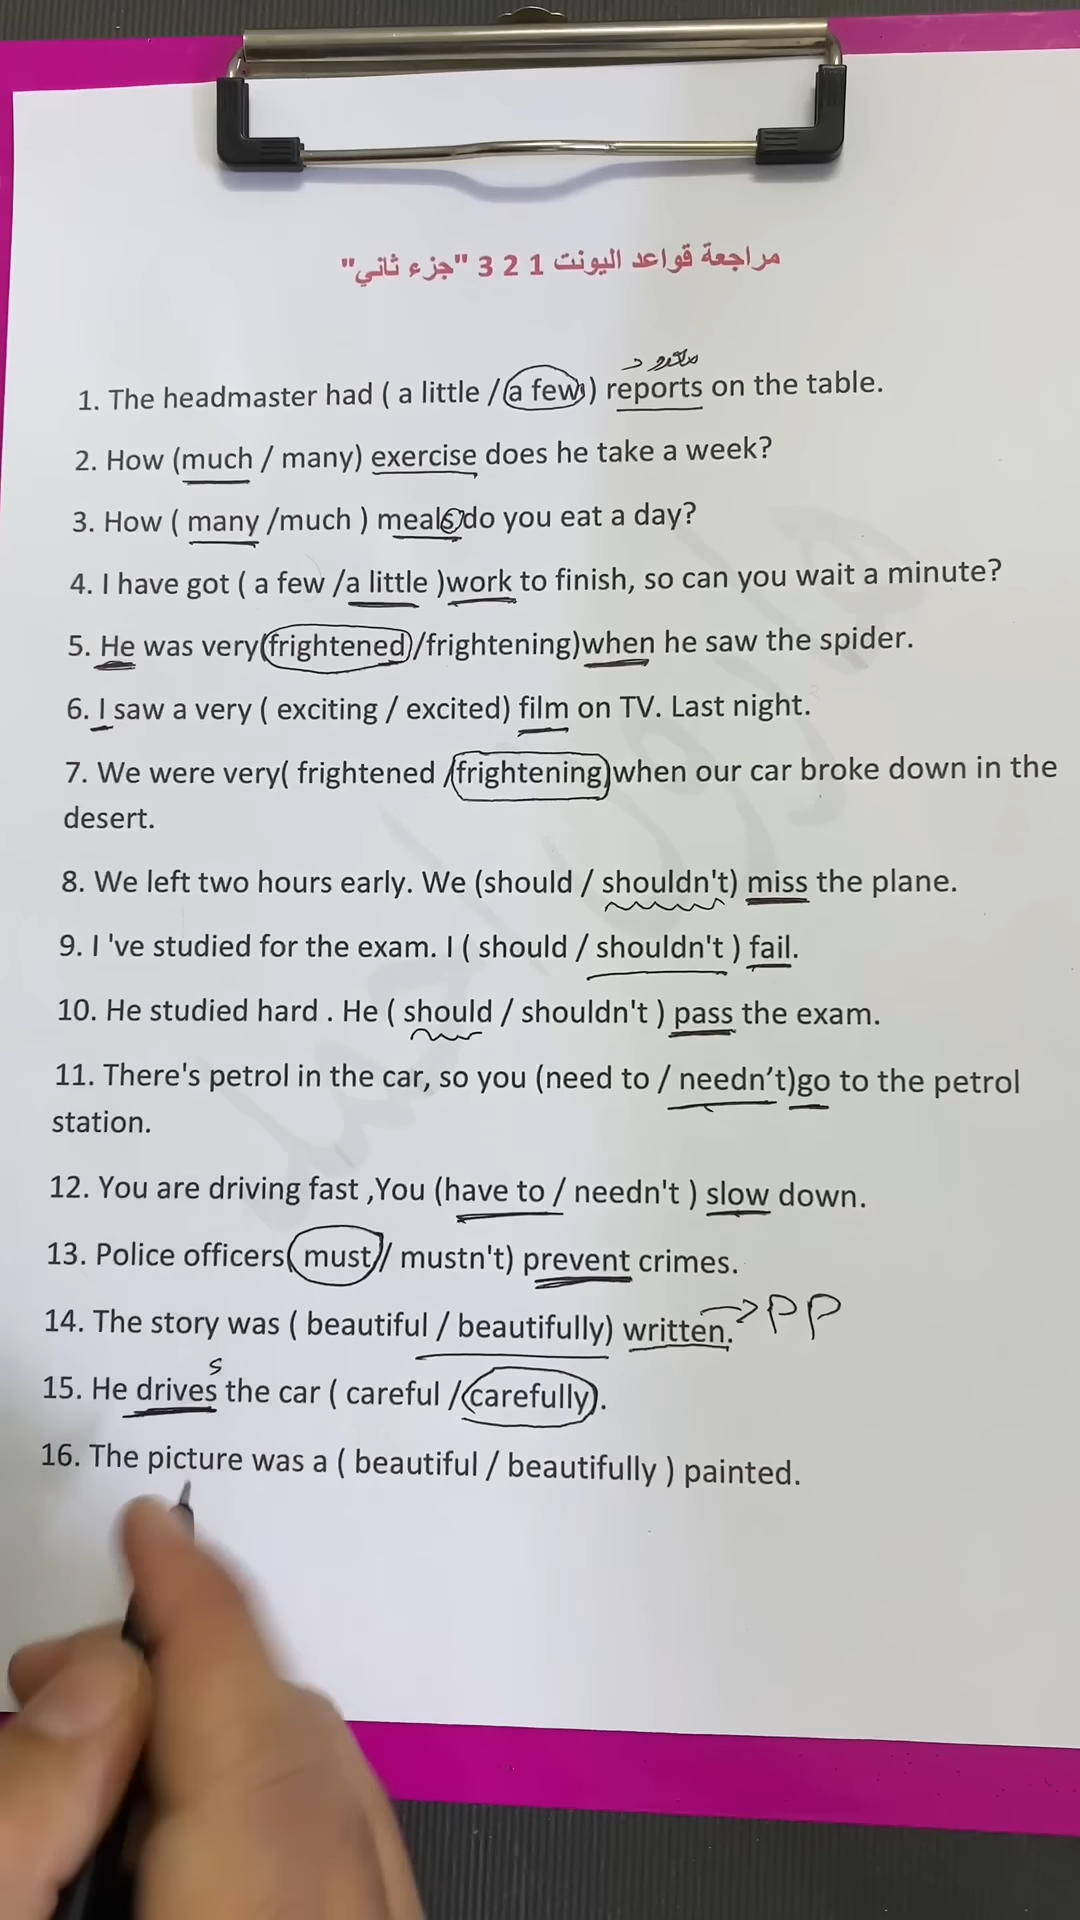 مراجعة قواعد اليونت 1 2 3 "جزء ثاني"
معدود
1. The headmaster had ( a little / a few ) reports on the table.
2. How (much / many) exercise does he take a week?
3. How ( many /much ) meals do you eat a day?
4. I have got ( a few /a little )work to finish, so can you wait a minute?
5. He was very(frightened /frightening)when he saw the spider.
6. I saw a very ( exciting / excited) film on TV. Last night.
7. We were very( frightened /frightening)when our car broke down in the
desert.
8. We left two hours early. We (should / shouldn't) miss the plane.
9. I 've studied for the exam. I ( should / shouldn't ) fail.
10. He studied hard . He ( should / shouldn't ) pass the exam.
11. There's petrol in the car, so you (need to / needn't)go to the petrol
station.
12. You are driving fast ,You (have to / needn't ) slow down.
13. Police officers( must / mustn't) prevent crimes.
14. The story was ( beautiful / beautifully) written. PP
s
15. He drives the car ( careful /carefully).
16. The picture was a ( beautiful / beautifully ) painted.